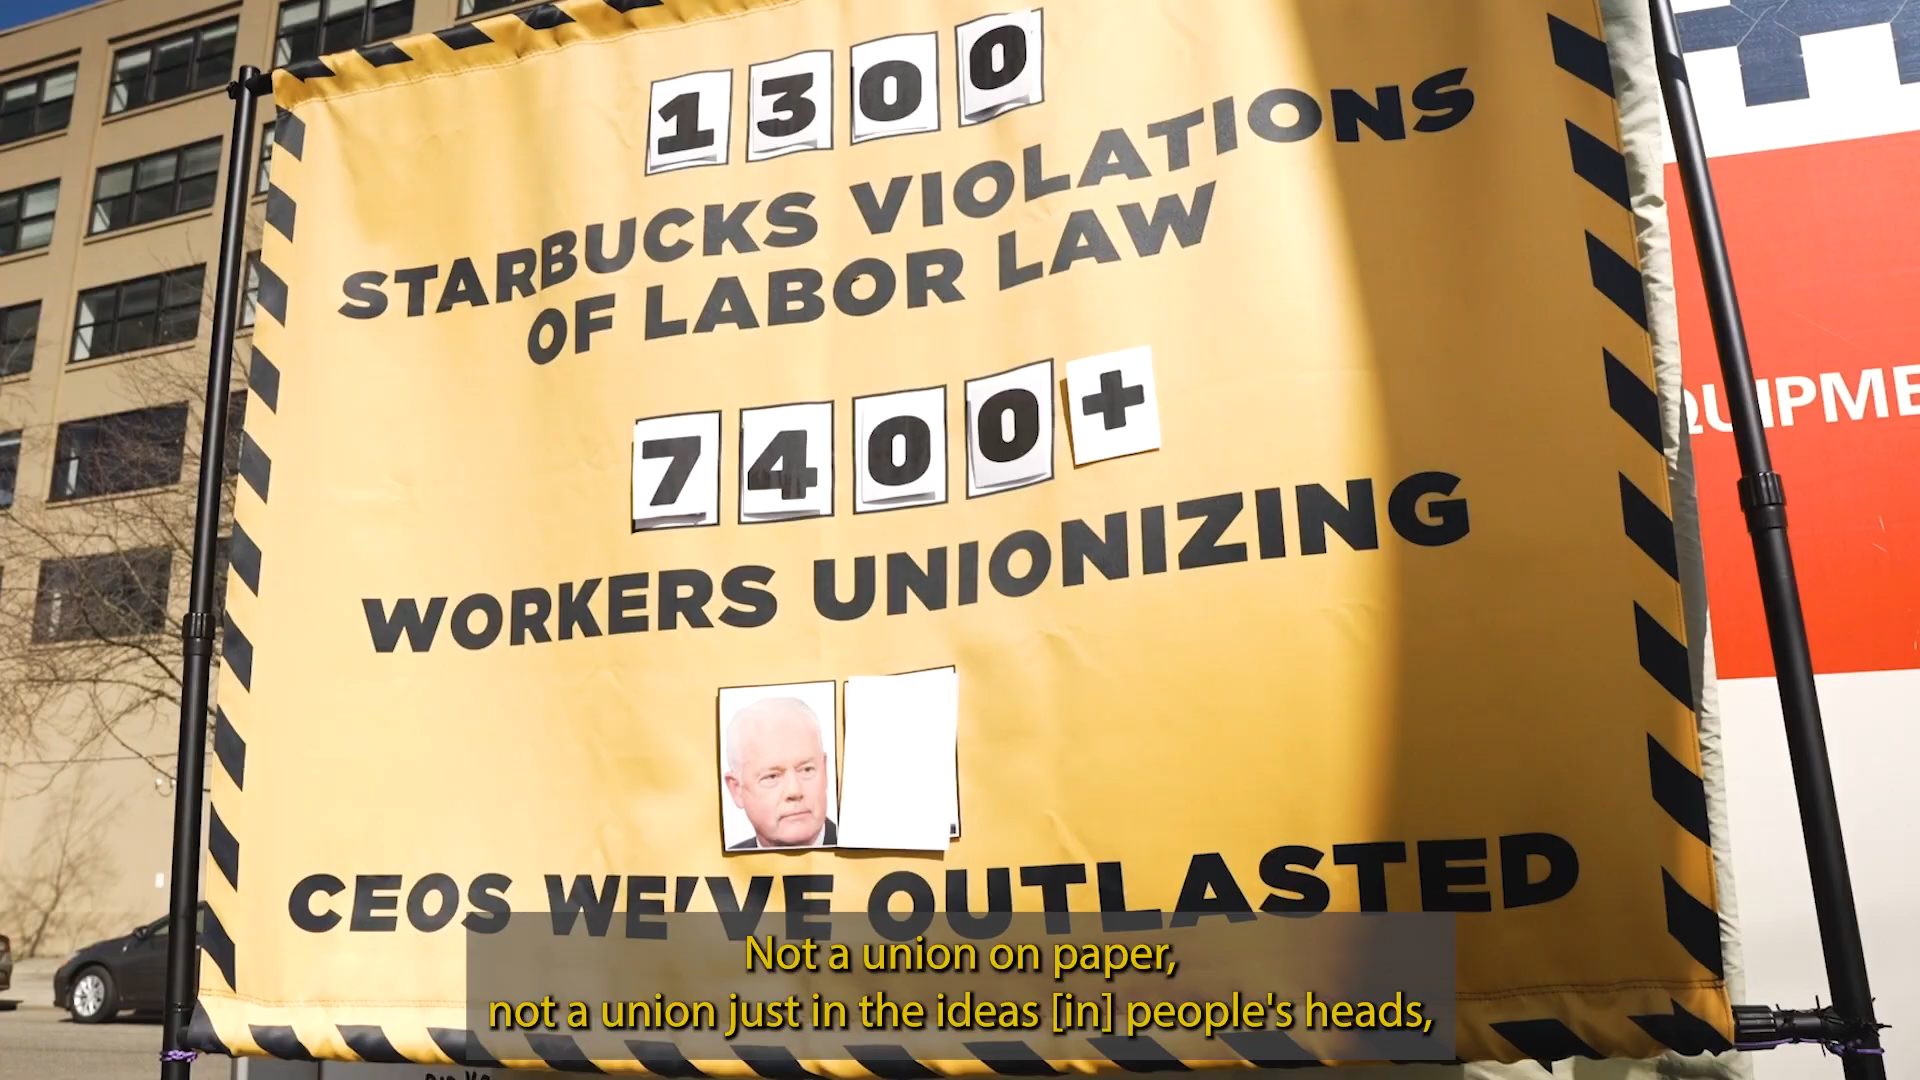 1300
STARBUCKS VIOLATIONS
OF LABOR LAW
7400+
WORKERS UNIONIZING
CEOS WE'VE OUTLASTED
QUIPME
Not a union on paper,
not a union just in the ideas [in] people's heads,